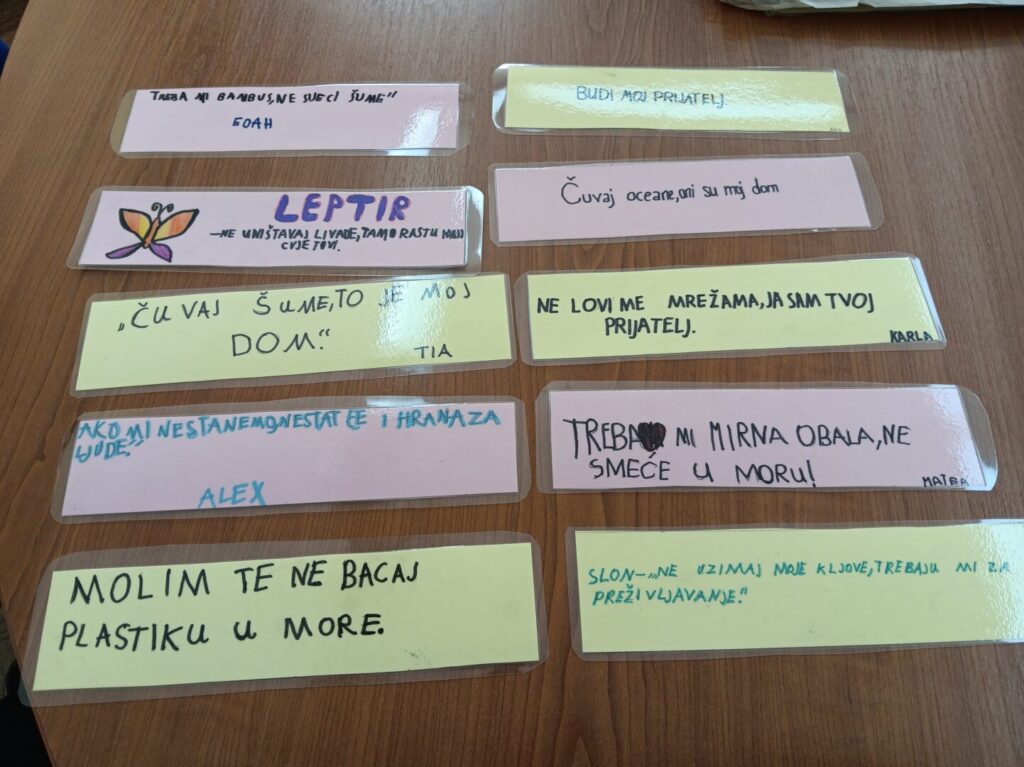 TREBA MI BAMBUS, NE SJECI ŠUME"
EOAH
LEPTIR
—NE UNIŠTAVAJ LIVADE, TAMO RASTU
CVJETOVI.
„ČUVAJ ŠUME, TO JE MOJ
DOM."
TIA
AKO MI NESTANEMO, NESTAT ĆE I HRANA ZA
LJUDE."
ALEX
MOLIM TE NE BACAJ
PLASTIKU U MORE.
BUDI MOJ PRIJATELJ
Čuvaj oceane, oni su moj dom
NE LOVI ME MREŽAMA, JA SAM TVOJ
PRIJATELJ.
KARLA
TREBA MI MIRNA OBALA, NE
SMEĆE U MORU!
MATEA
SLON—„NE UZIMAJ MOJE KLJOVE, TREBAJU MI ZA
PREŽIVLJAVANJE."